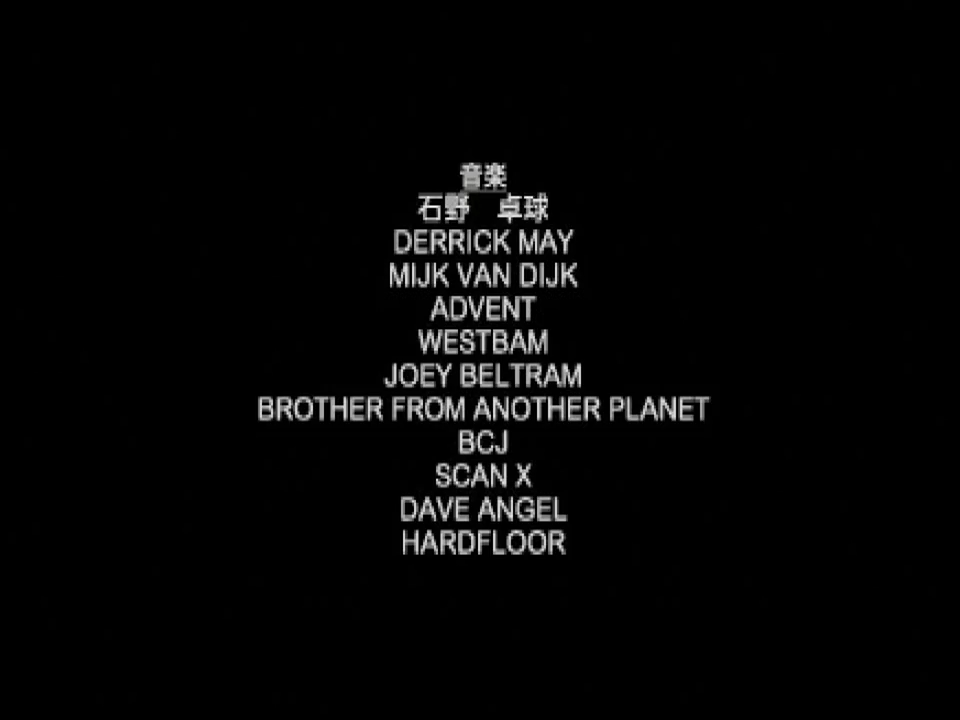 音楽
石野　卓球
DERRICK MAY
MIJK VAN DIJK
ADVENT
WESTBAM
JOEY BELTRAM
BROTHER FROM ANOTHER PLANET
BCJ
SCAN X
DAVE ANGEL
HARDFLOOR